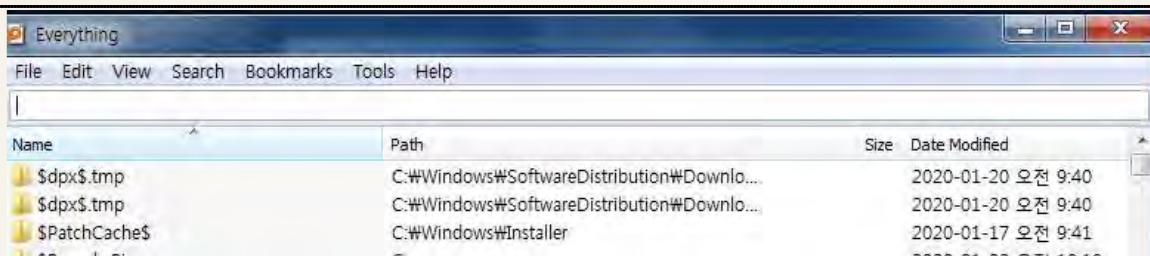 Everything
File Edit View Search Bookmarks Tools Help
Name Path Size Date Modified
$dpx$.tmp C:₩Windows₩SoftwareDistribution₩Downlo... 2020-01-20 오전 9:40
$dpx$.tmp C:₩Windows₩SoftwareDistribution₩Downlo... 2020-01-20 오전 9:40
$PatchCache$ C:₩Windows₩Installer 2020-01-17 오전 9:41